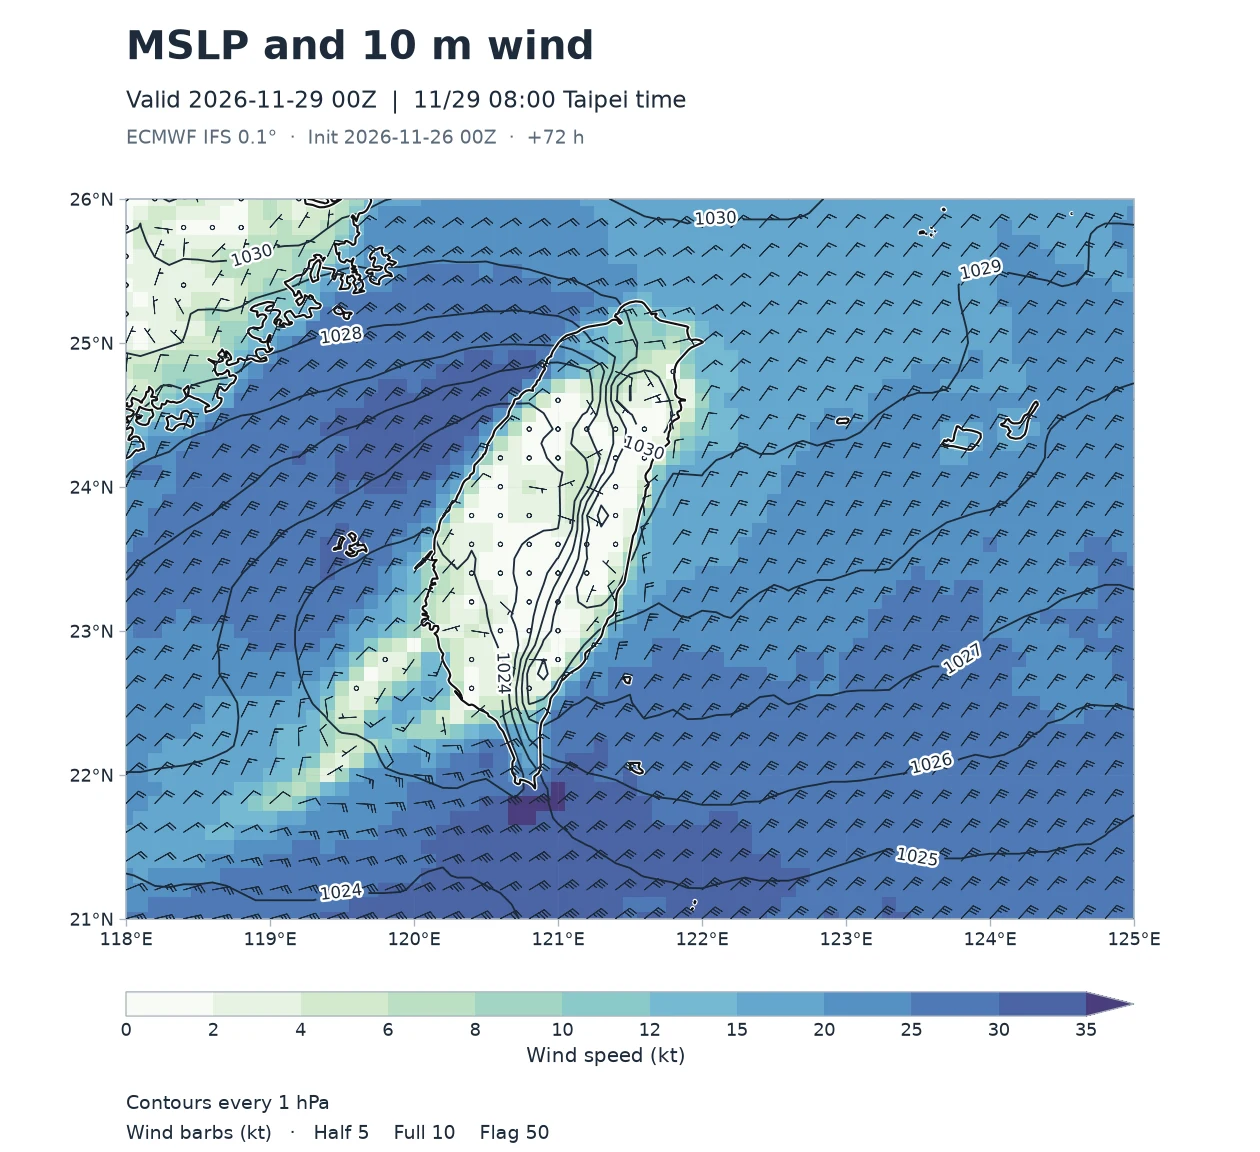 MSLP and 10 m wind
Valid 2026-11-29 00Z | 11/29 08:00 Taipei time
ECMWF IFS 0.1° · Init 2026-11-26 00Z · +72 h
26°N
25°N
24°N
23°N
22°N
21°N
1030
1030
1029
1028
1030
1024
1027
1026
1025
1024
118°E 119°E 120°E 121°E 122°E 123°E 124°E 125°E
0 2 4 6 8 10 12 15 20 25 30 35
Wind speed (kt)
Contours every 1 hPa
Wind barbs (kt) · Half 5 Full 10 Flag 50